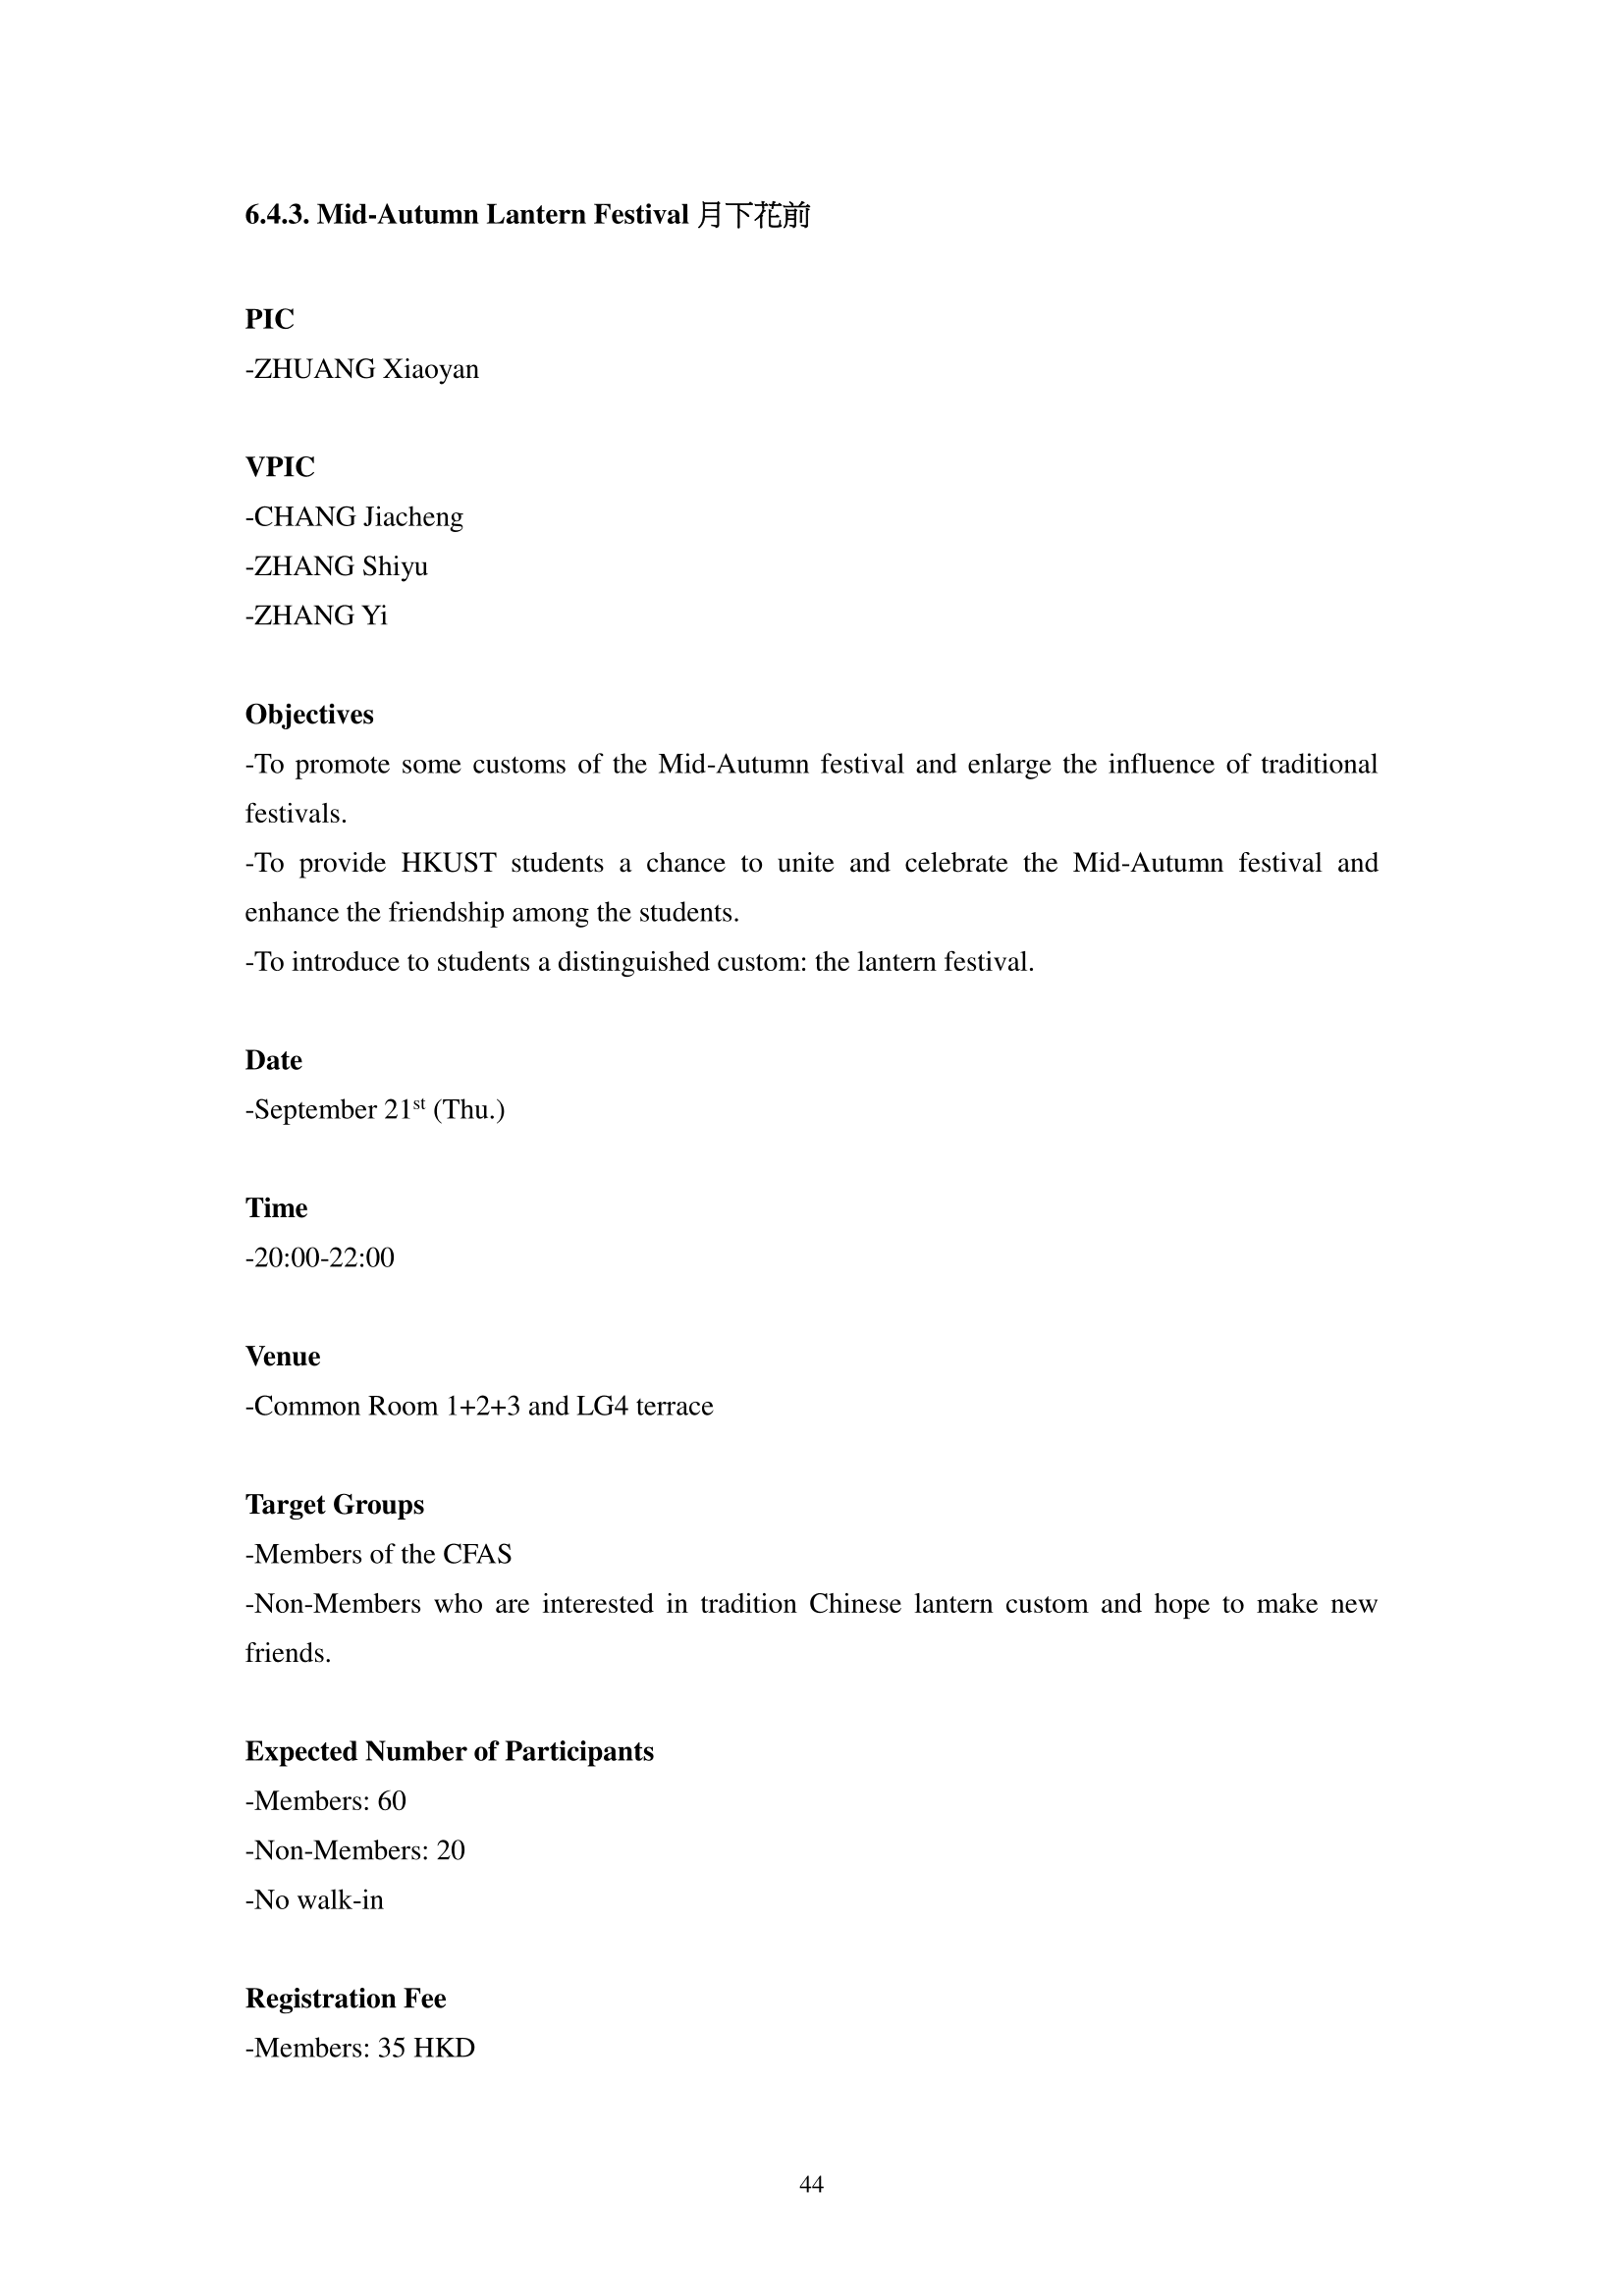 6.4.3. Mid-Autumn Lantern Festival 月下花前
PIC
-ZHUANG Xiaoyan
VPIC
-CHANG Jiacheng
-ZHANG Shiyu
-ZHANG Yi
Objectives
-To promote some customs of the Mid-Autumn festival and enlarge the influence of traditional
festivals.
-To provide HKUST students a chance to unite and celebrate the Mid-Autumn festival and
enhance the friendship among the students.
-To introduce to students a distinguished custom: the lantern festival.
Date
-September 21st (Thu.)
Time
-20:00-22:00
Venue
-Common Room 1+2+3 and LG4 terrace
Target Groups
-Members of the CFAS
-Non-Members who are interested in tradition Chinese lantern custom and hope to make new
friends.
Expected Number of Participants
-Members: 60
-Non-Members: 20
-No walk-in
Registration Fee
-Members: 35 HKD
44